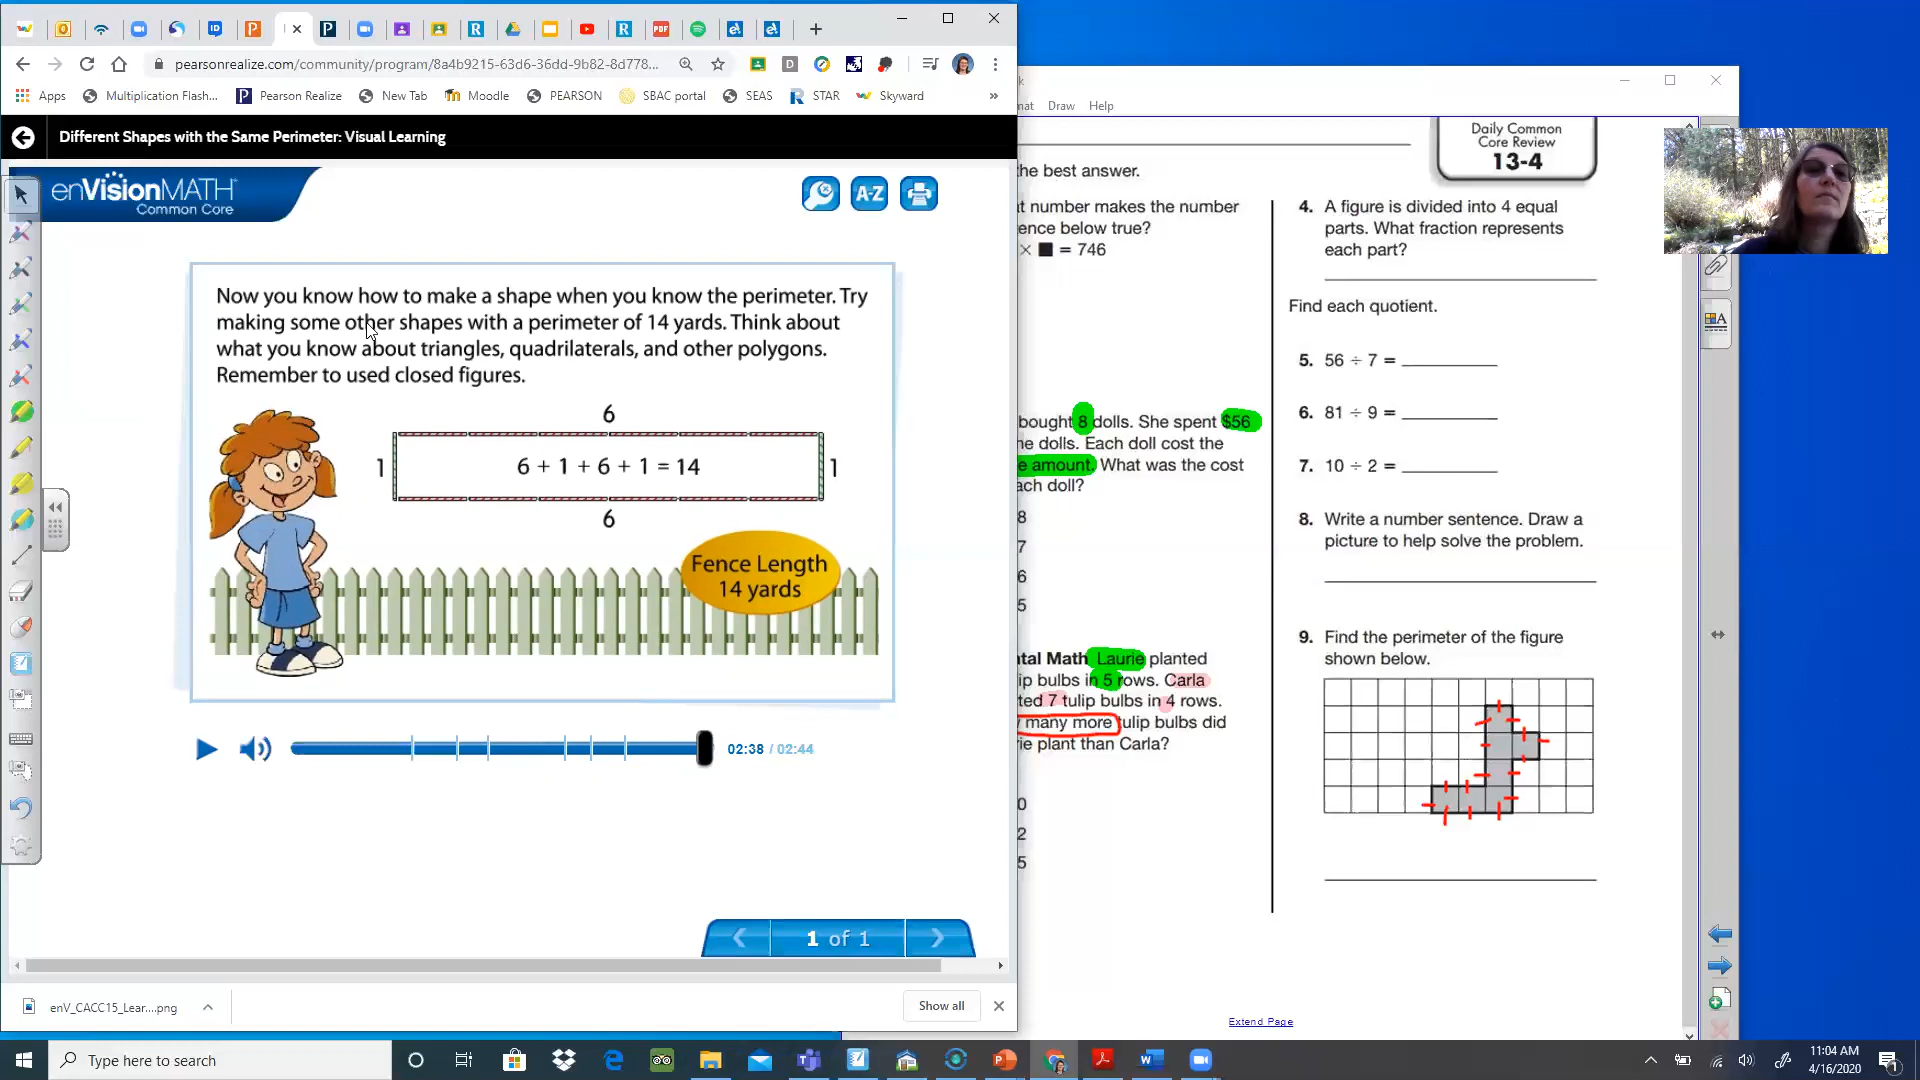 pearsonrealize.com/community/program/8a4b9215-63d6-36dd-9b82-8d778...
Apps
Multiplication Flash...
Pearson Realize
New Tab
Moodle
PEARSON
SBAC portal
SEAS
STAR
Skyward
»
Different Shapes with the Same Perimeter: Visual Learning
enVisionMATH
Common Core
A-Z
Now you know how to make a shape when you know the perimeter. Try
making some other shapes with a perimeter of 14 yards. Think about
what you know about triangles, quadrilaterals, and other polygons.
Remember to used closed figures.
6
1
6 + 1 + 6 + 1 = 14
1
6
Fence Length
14 yards
02:38 / 02:44
1 of 1
enV_CACC15_Lear....png
Show all
Draw
Help
Daily Common
Core Review
13-4
the best answer.
number makes the number
below true?
× ■ = 746
bought 8 dolls. She spent $56
dolls. Each doll cost the
amount. What was the cost
doll?
8
7
6
5
Math Laurie planted
bulbs in 5 rows. Carla
7 tulip bulbs in 4 rows.
many more tulip bulbs did
plant than Carla?
0
2
5
4. A figure is divided into 4 equal
parts. What fraction represents
each part?
Find each quotient.
5. 56 ÷ 7 =
6. 81 ÷ 9 =
7. 10 ÷ 2 =
8. Write a number sentence. Draw a
picture to help solve the problem.
9. Find the perimeter of the figure
shown below.
Extend Page
Type here to search
11:04 AM
4/16/2020